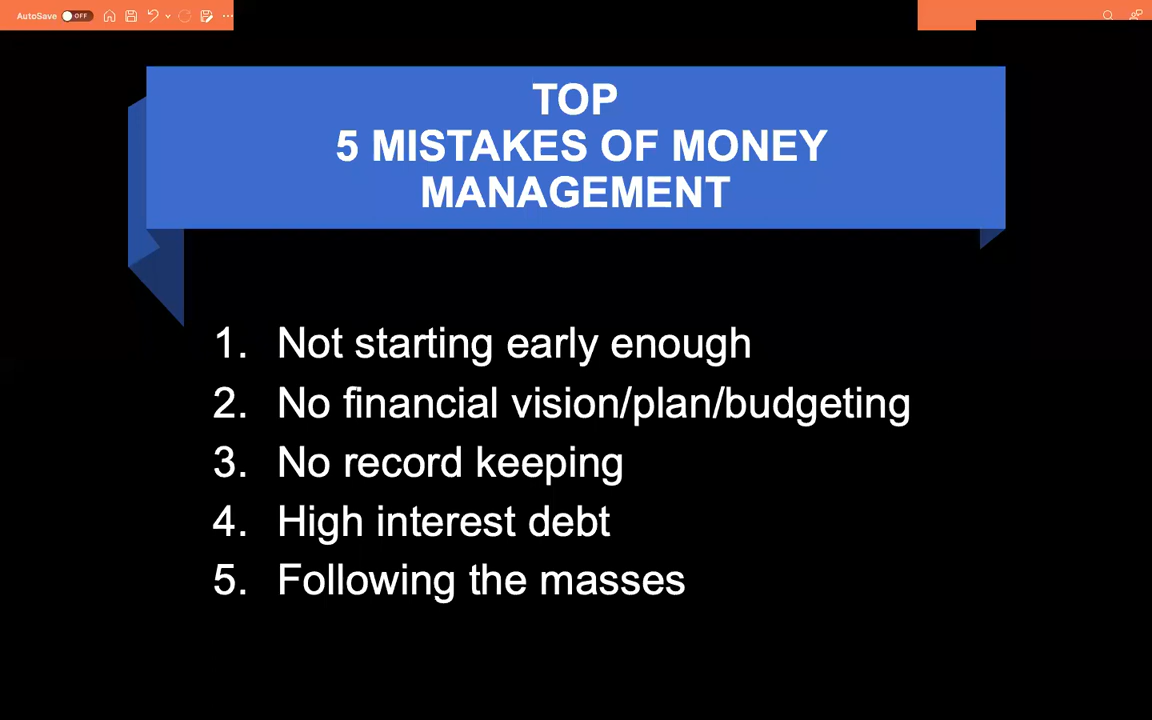 AutoSave OFF
TOP
5 MISTAKES OF MONEY
MANAGEMENT
1. Not starting early enough
2. No financial vision/plan/budgeting
3. No record keeping
4. High interest debt
5. Following the masses